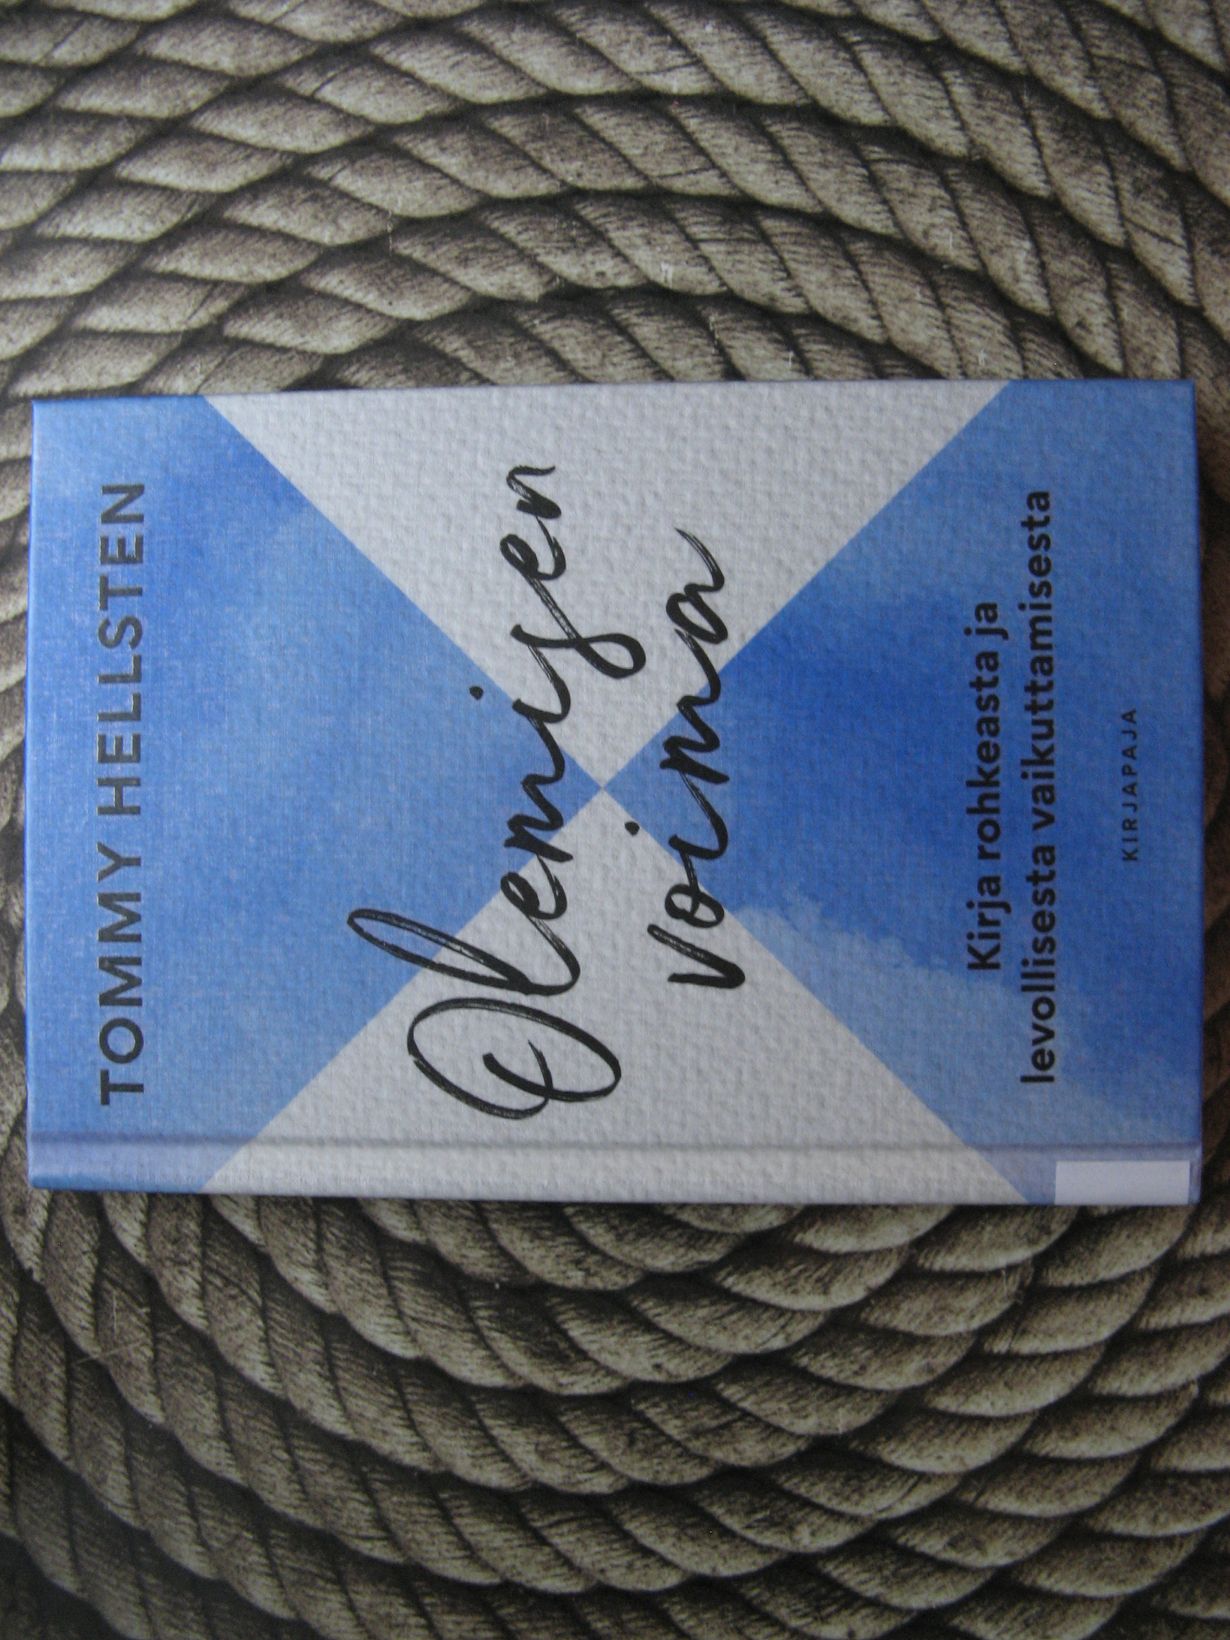 TOMMY HELLSTEN
Olemisen
voima
Kirja rohkeasta ja
levollisesta vaikuttamisesta
KIRJAPAJA